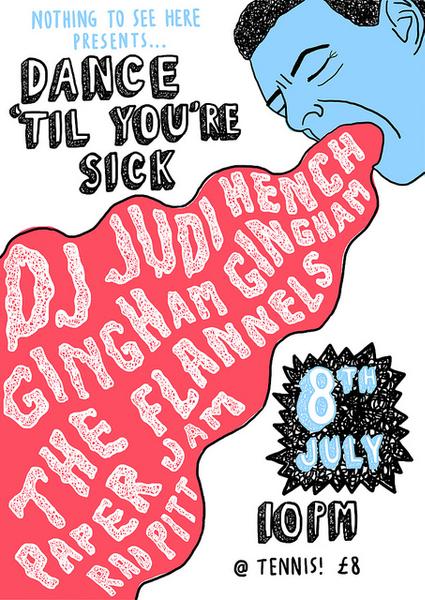 NOTHING TO SEE HERE
PRESENTS...
DANCE
'TIL YOU'RE
SICK
DJ JUDI HENCH
GINGHAM GINGHAM
THE FLANNELS
PAPER JAM
RAD PITT
8TH
JULY
10PM
@ TENNIS! £8